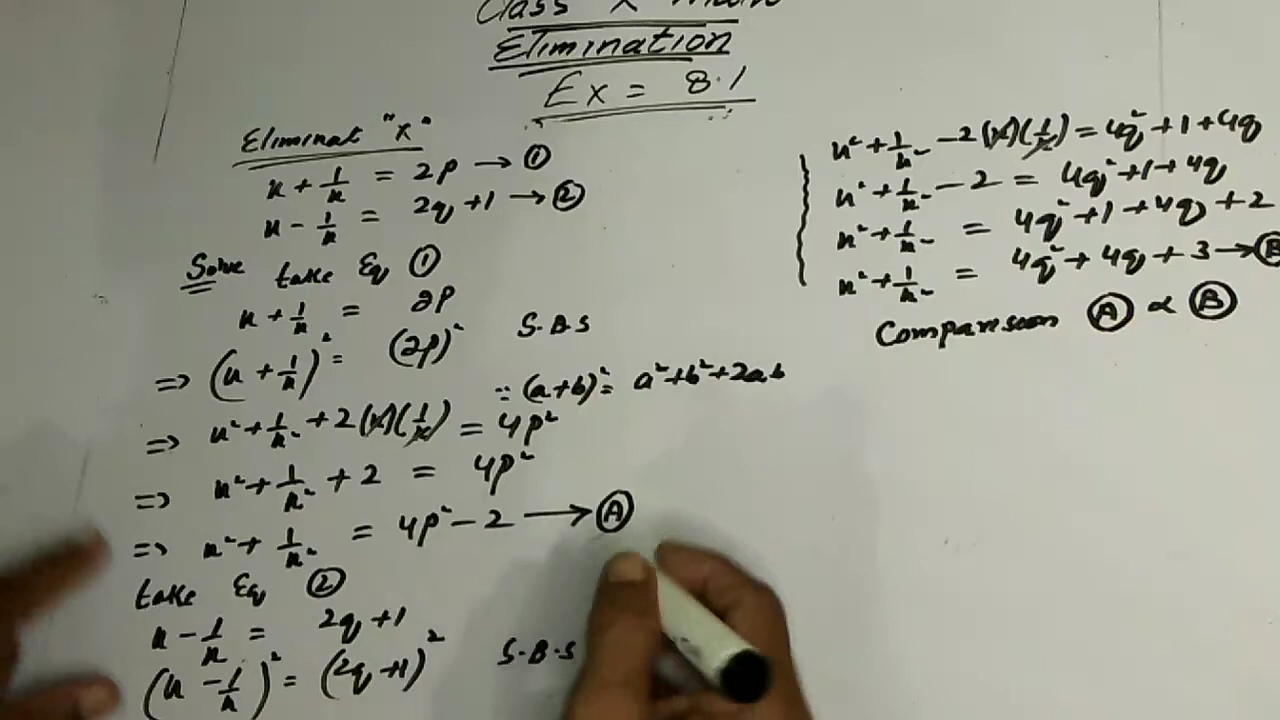 Class X Math
Elimination
Ex = 8.1
Eliminat "x"
x + 1/x = 2p → ①
x - 1/x = 2q + 1 → ②
Solve take Eq ①
x + 1/x = 2p
=> (x + 1/x)² = (2p)² S.B.S
∵ (a+b)² = a²+b²+2ab
=> x² + 1/x² + 2(x)(1/x) = 4p²
=> x² + 1/x² + 2 = 4p²
=> x² + 1/x² = 4p² - 2 → Ⓐ
take Eq ②
x - 1/x = 2q + 1
(x - 1/x)² = (2q + 1)² S.B.S
x² + 1/x² - 2(x)(1/x) = 4q² + 1 + 4q
x² + 1/x² - 2 = 4q² + 1 + 4q
x² + 1/x² = 4q² + 1 + 4q + 2
x² + 1/x² = 4q² + 4q + 3 → Ⓑ
Comparison Ⓐ & Ⓑ